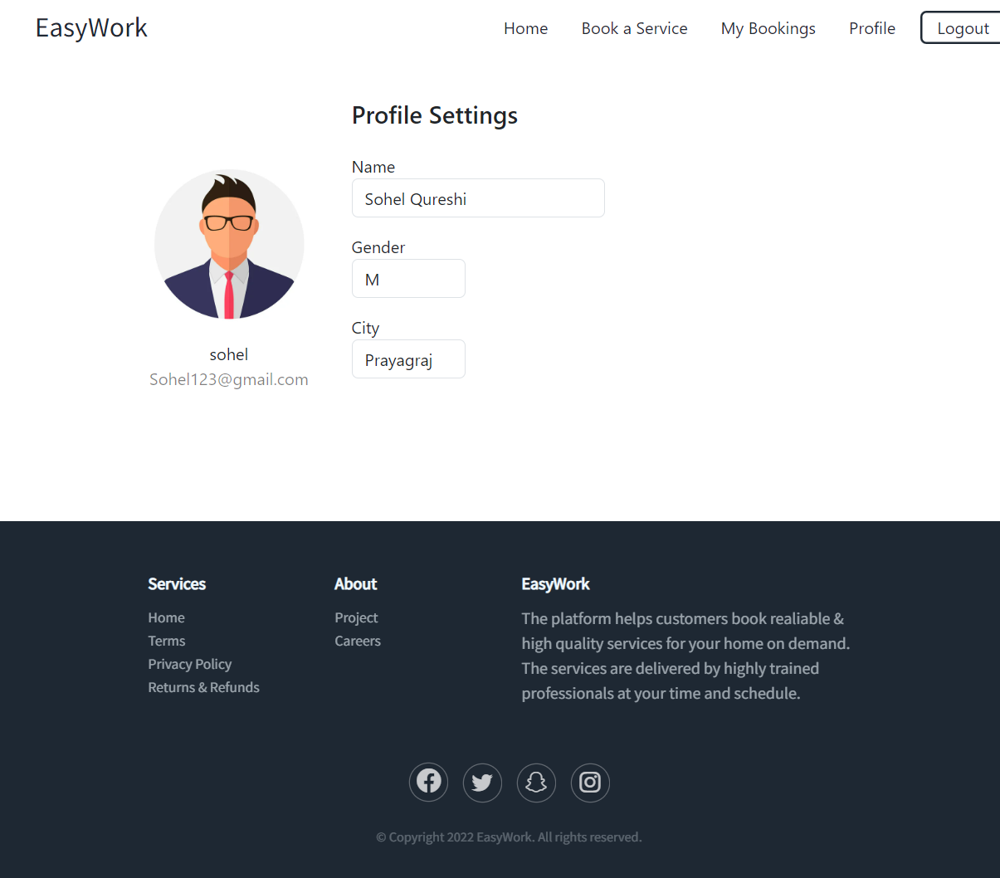 EasyWork
Home
Book a Service
My Bookings
Profile
Logout
Profile Settings
Name
Sohel Qureshi
Gender
M
City
Prayagraj
sohel
Sohel123@gmail.com
Services
Home
Terms
Privacy Policy
Returns & Refunds
About
Project
Careers
EasyWork
The platform helps customers book realiable &
high quality services for your home on demand.
The services are delivered by highly trained
professionals at your time and schedule.
© Copyright 2022 EasyWork. All rights reserved.